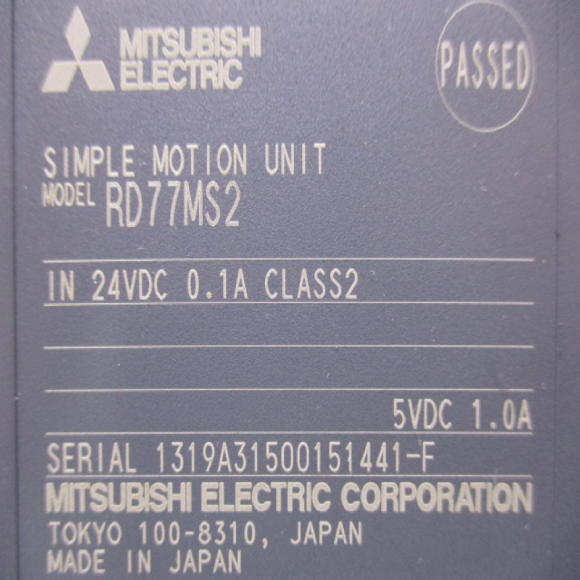 MITSUBISHI
ELECTRIC
PASSED
SIMPLE MOTION UNIT
MODEL RD77MS2
IN 24VDC 0.1A CLASS2
5VDC 1.0A
SERIAL 1319A31500151441-F
MITSUBISHI ELECTRIC CORPORATION
TOKYO 100-8310, JAPAN
MADE IN JAPAN